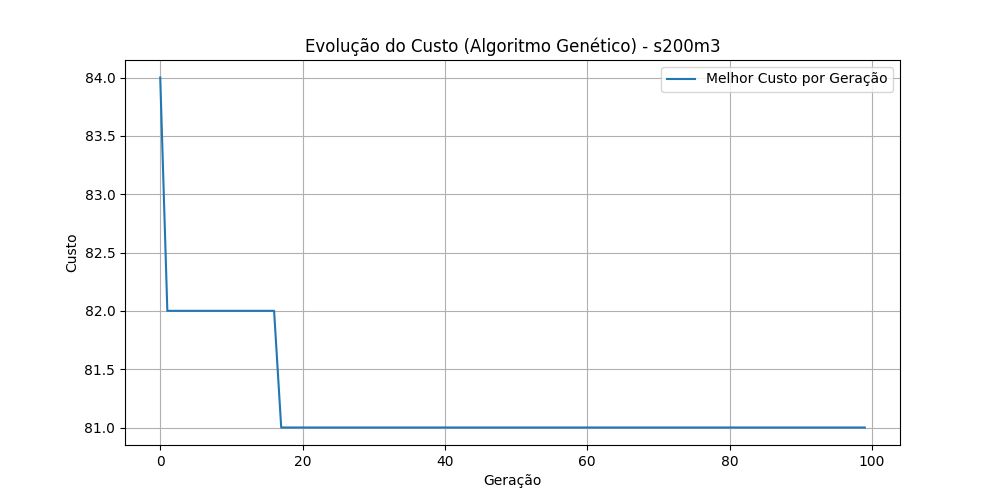 Evolução do Custo (Algoritmo Genético) - s200m3
Melhor Custo por Geração
Custo
84.0
83.5
83.0
82.5
82.0
81.5
81.0
0 20 40 60 80 100
Geração